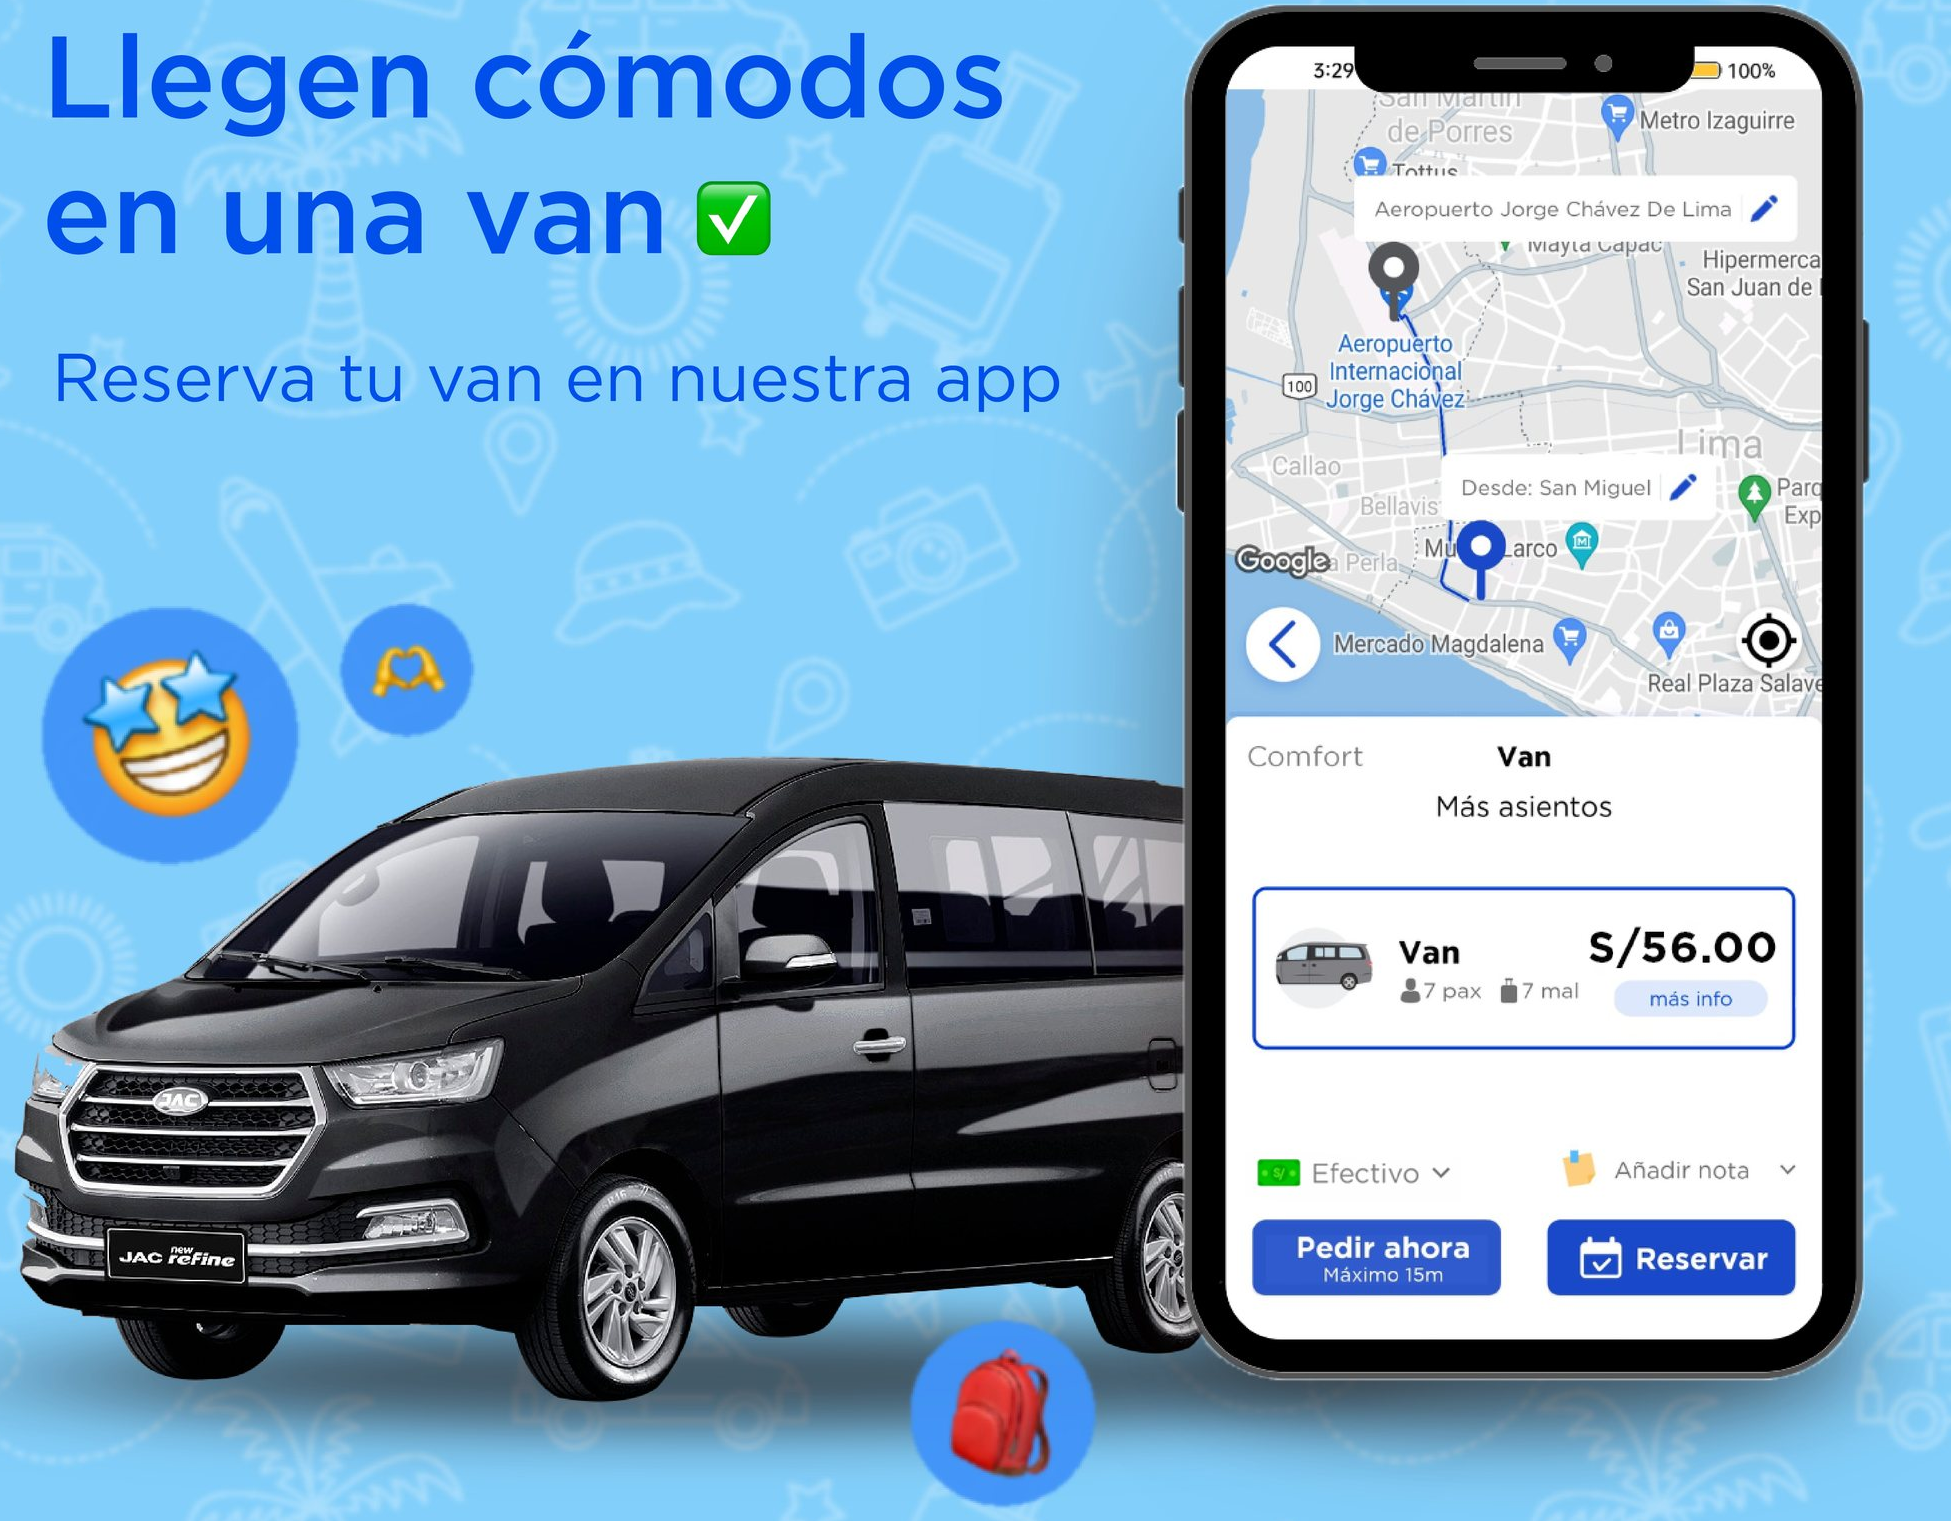 Llegen cómodos
en una van
Reserva tu van en nuestra app
3:29
100%
San Martín
de Porres
Metro Izaguirre
Tottus
Aeropuerto Jorge Chávez De Lima
Mayta Capac
Hipermerca
San Juan de
Aeropuerto
Internacional
Jorge Chávez
100
Lima
Callao
Desde: San Miguel
Parq
Exp
Bellavis
Mu
Larco
Google
a Perla
Mercado Magdalena
Real Plaza Salave
Comfort
Van
Más asientos
Van
S/56.00
7 pax
7 mal
más info
S/
Efectivo
Añadir nota
Pedir ahora
Máximo 15m
Reservar
JAC
JAC new refine
R16